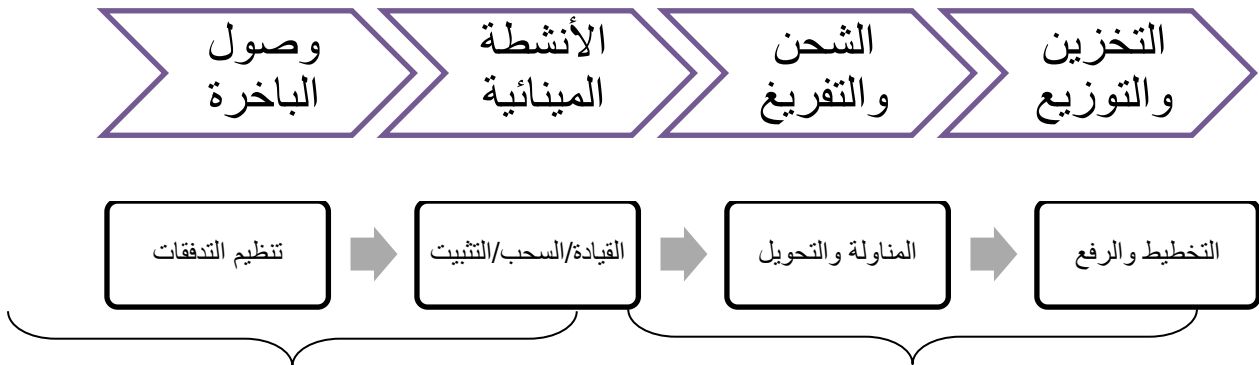 وصول
الباخرة
الأنشطة
المينائية
الشحن
والتفريغ
التخزين
والتوزيع
تنظيم التدفقات
القيادة/السحب/التثبيت
المناولة والتحويل
التخطيط والرفع